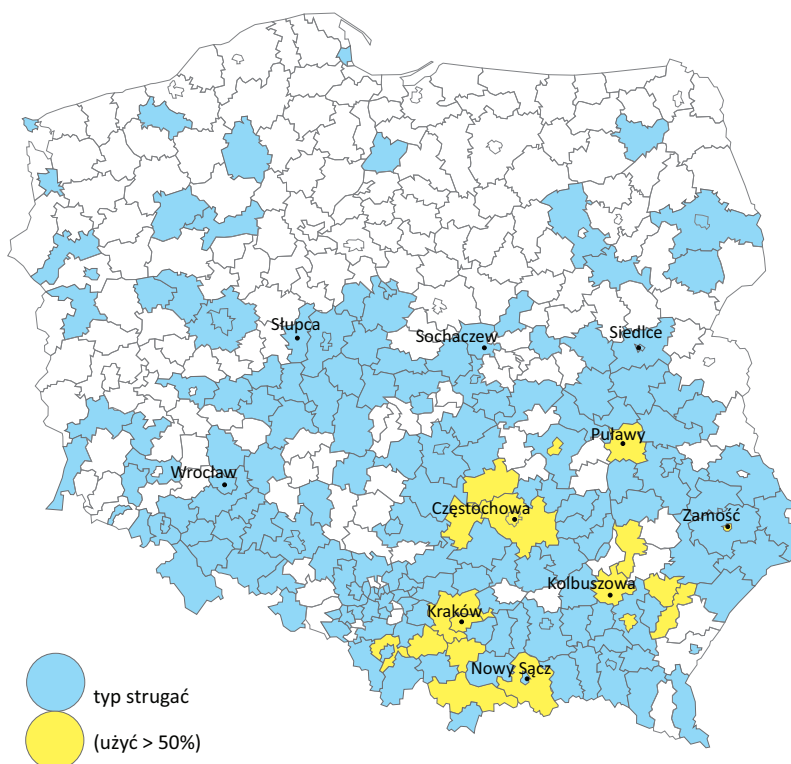 Słupca
Sochaczew
Siedlce
Puławy
Wrocław
Częstochowa
Zamość
Kolbuszowa
Kraków
Nowy Sącz
typ strugać
(użyć > 50%)